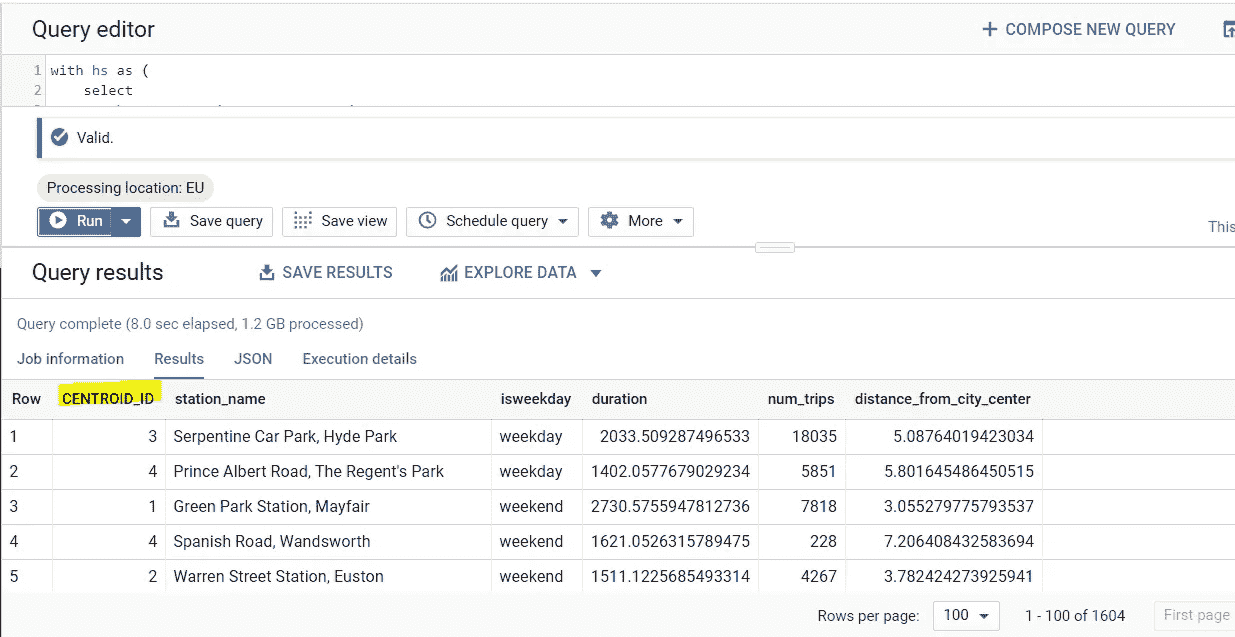 Query editor
COMPOSE NEW QUERY
1 with hs as (
2 select
Valid.
Processing location: EU
Run Save query Save view Schedule query More
This
Query results SAVE RESULTS EXPLORE DATA
Query complete (8.0 sec elapsed, 1.2 GB processed)
Job information Results JSON Execution details
Row CENTROID_ID station_name isweekday duration num_trips distance_from_city_center
1 3 Serpentine Car Park, Hyde Park weekday 2033.509287496533 18035 5.08764019423034
2 4 Prince Albert Road, The Regent's Park weekday 1402.0577679029234 5851 5.801645486450515
3 1 Green Park Station, Mayfair weekend 2730.5755947812736 7818 3.055279775793537
4 4 Spanish Road, Wandsworth weekend 1621.0526315789475 228 7.206408432583694
5 2 Warren Street Station, Euston weekend 1511.1225685493314 4267 3.782424273925941
Rows per page: 100 1 - 100 of 1604 First page